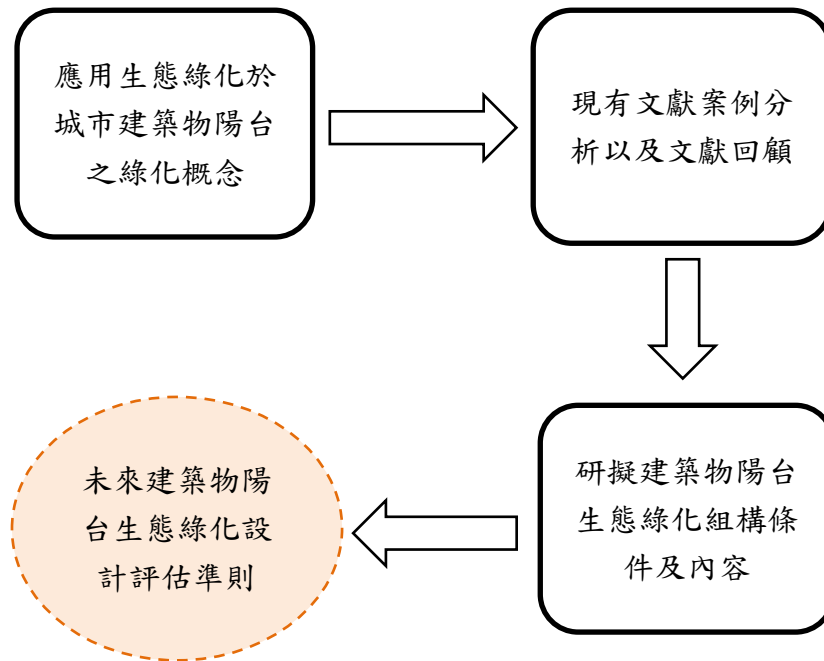 應用生態綠化於
城市建築物陽台
之綠化概念
現有文獻案例分
析以及文獻回顧
研擬建築物陽台
生態綠化組構條
件及內容
未來建築物陽
台生態綠化設
計評估準則